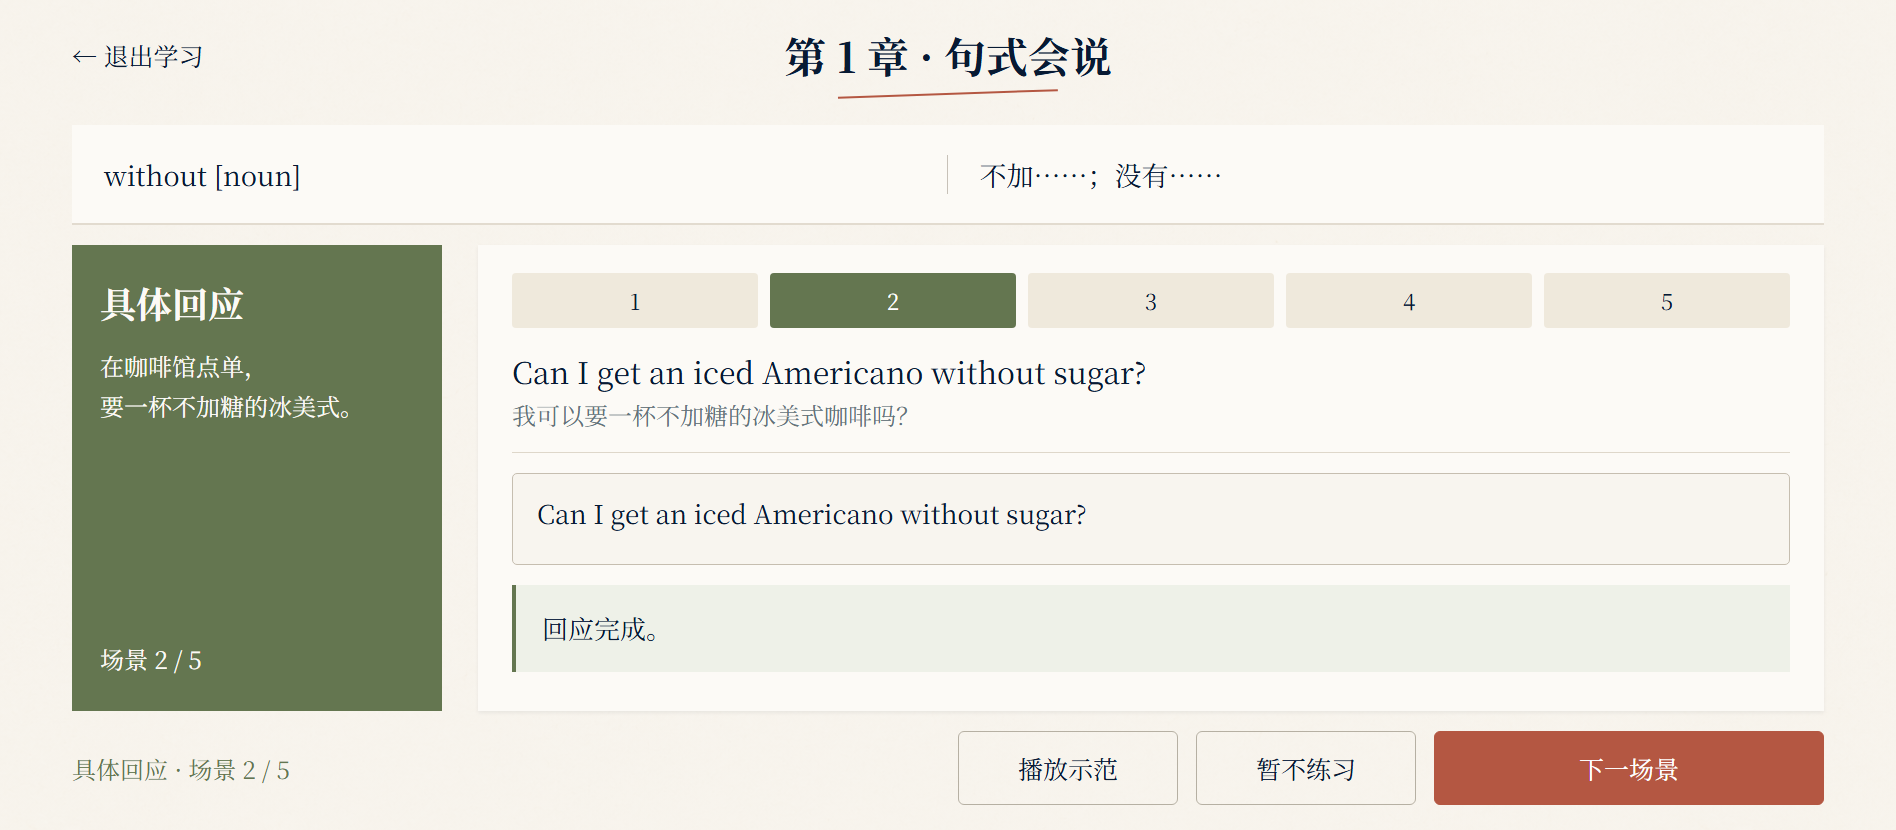 ← 退出学习
第 1 章 · 句式会说
without [noun]
不加……；没有……
具体回应
在咖啡馆点单，
要一杯不加糖的冰美式。
场景 2 / 5
1
2
3
4
5
Can I get an iced Americano without sugar?
我可以要一杯不加糖的冰美式咖啡吗？
Can I get an iced Americano without sugar?
回应完成。
具体回应 · 场景 2 / 5
播放示范
暂不练习
下一场景